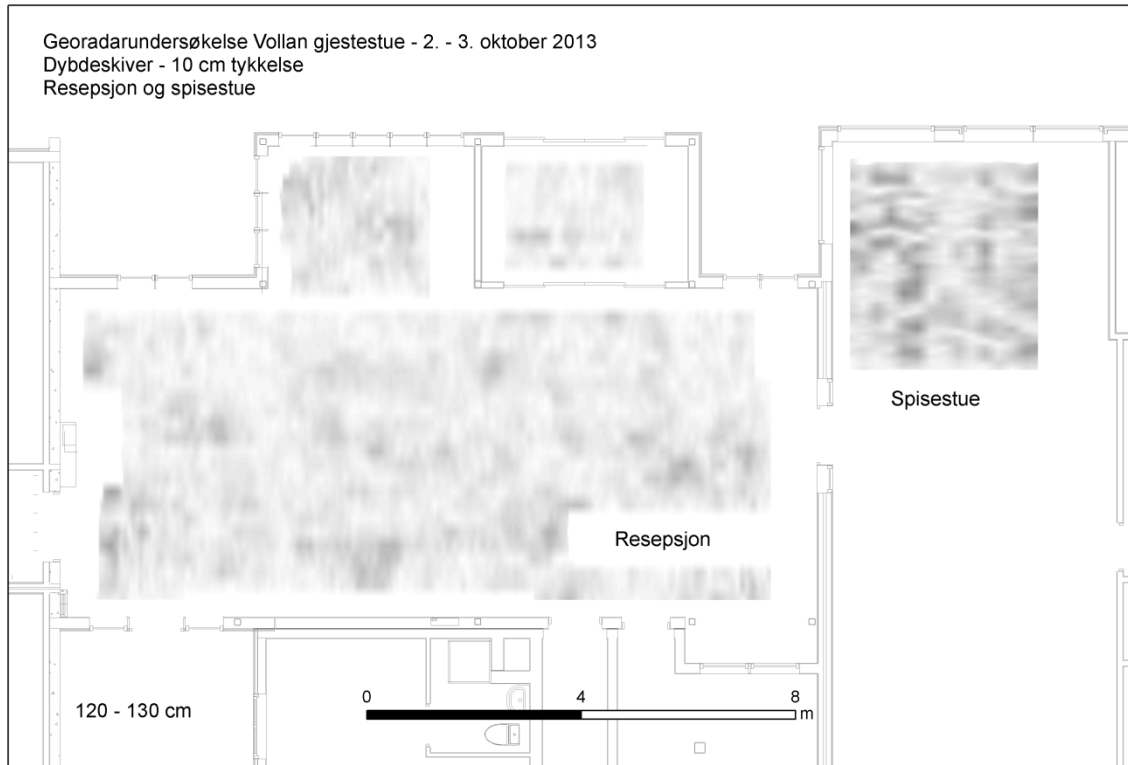 Georadarundersøkelse Vollan gjestestue - 2. - 3. oktober 2013
Dybdeskiver - 10 cm tykkelse
Resepsjon og spisestue
Spisestue
Resepsjon
120 - 130 cm
0 4 8
m